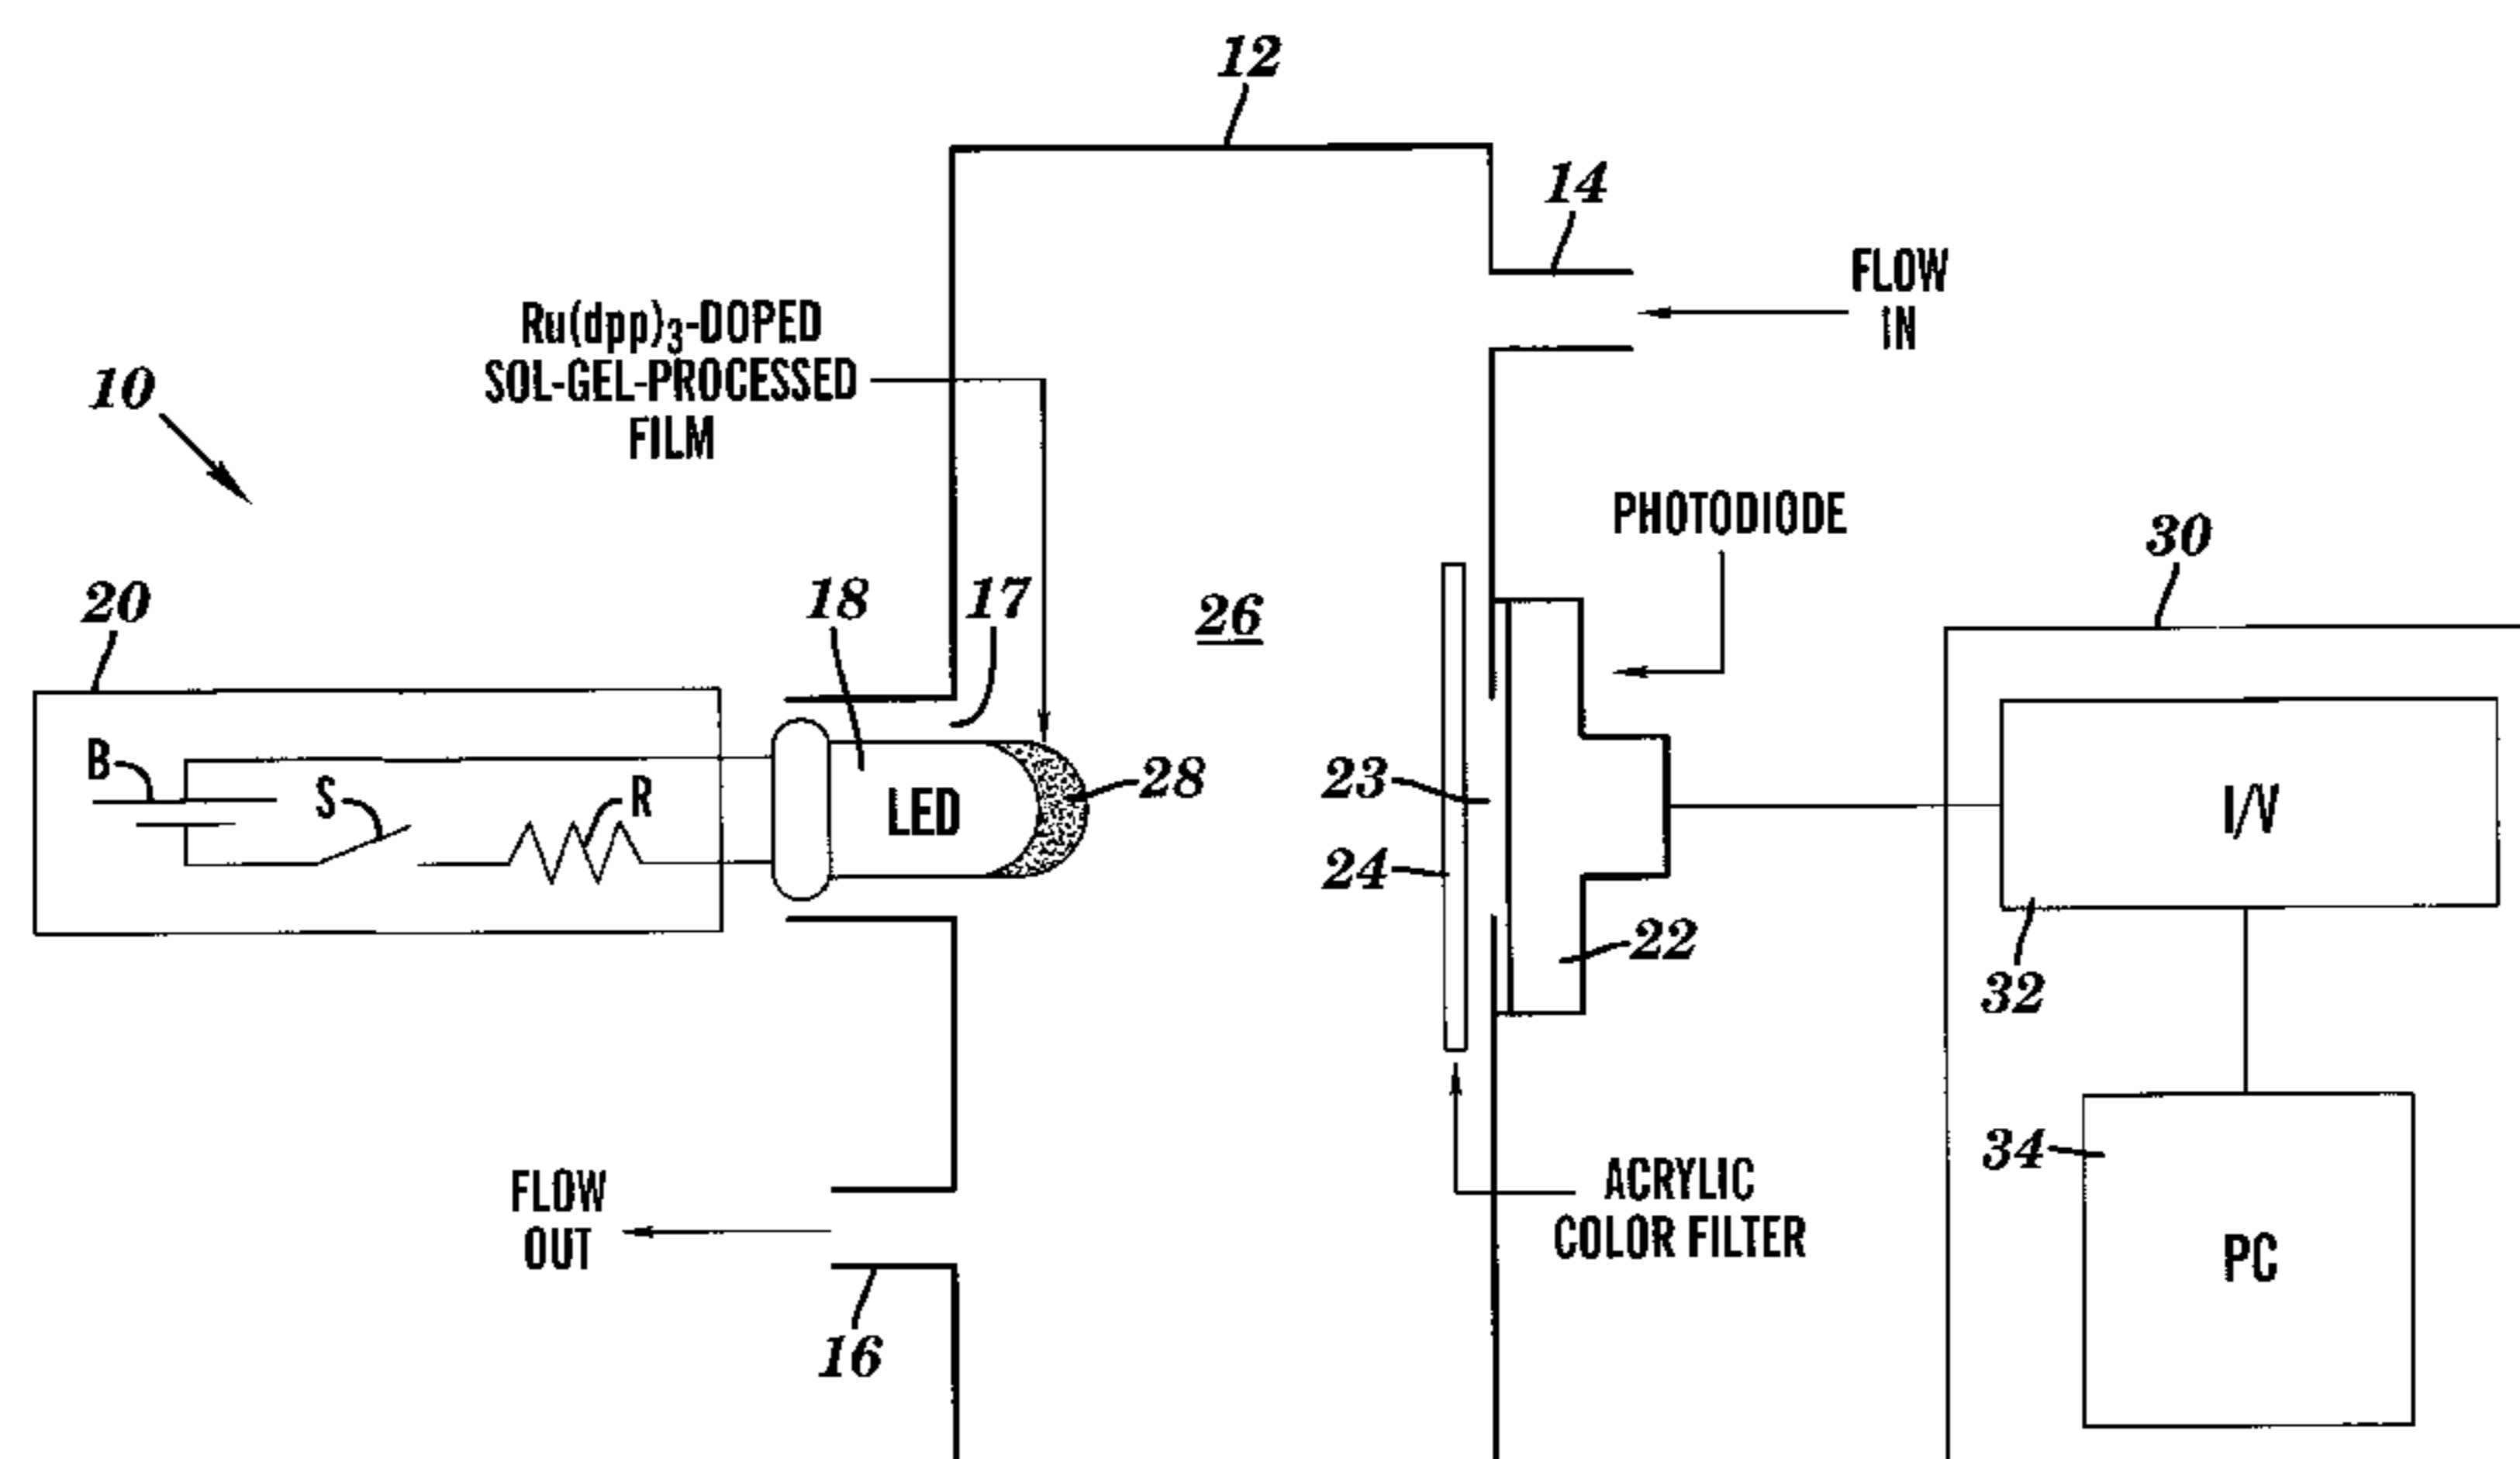 12
14
FLOW
IN
Ru(dpp)3-DOPED
SOL-GEL-PROCESSED
FILM
10
PHOTODIODE
30
20
18
17
26
B
S
R
LED
28
23
I/V
24
22
32
34
ACRYLIC
COLOR FILTER
FLOW
OUT
PC
16